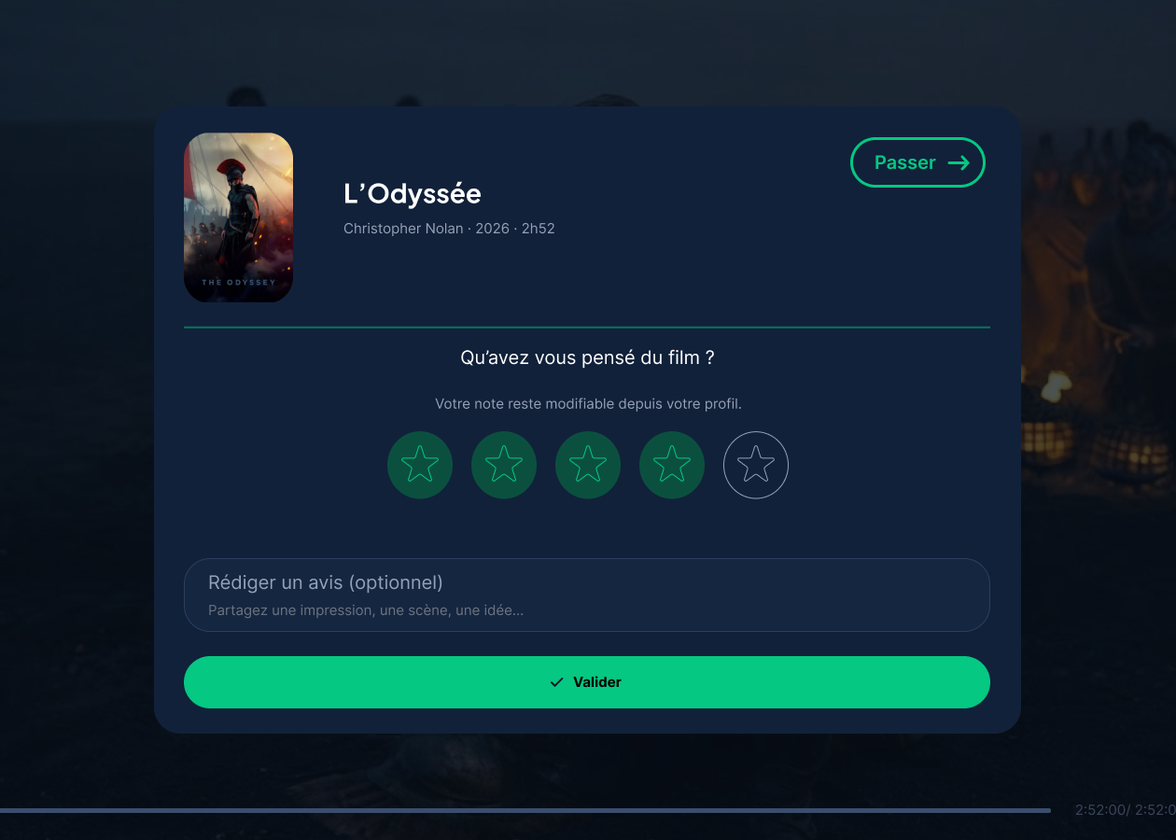 Passer
L’Odyssée
Christopher Nolan · 2026 · 2h52
THE ODYSSEY
Qu’avez vous pensé du film ?
Votre note reste modifiable depuis votre profil.
Rédiger un avis (optionnel)
Partagez une impression, une scène, une idée...
Valider
2:52:00/ 2:52:0